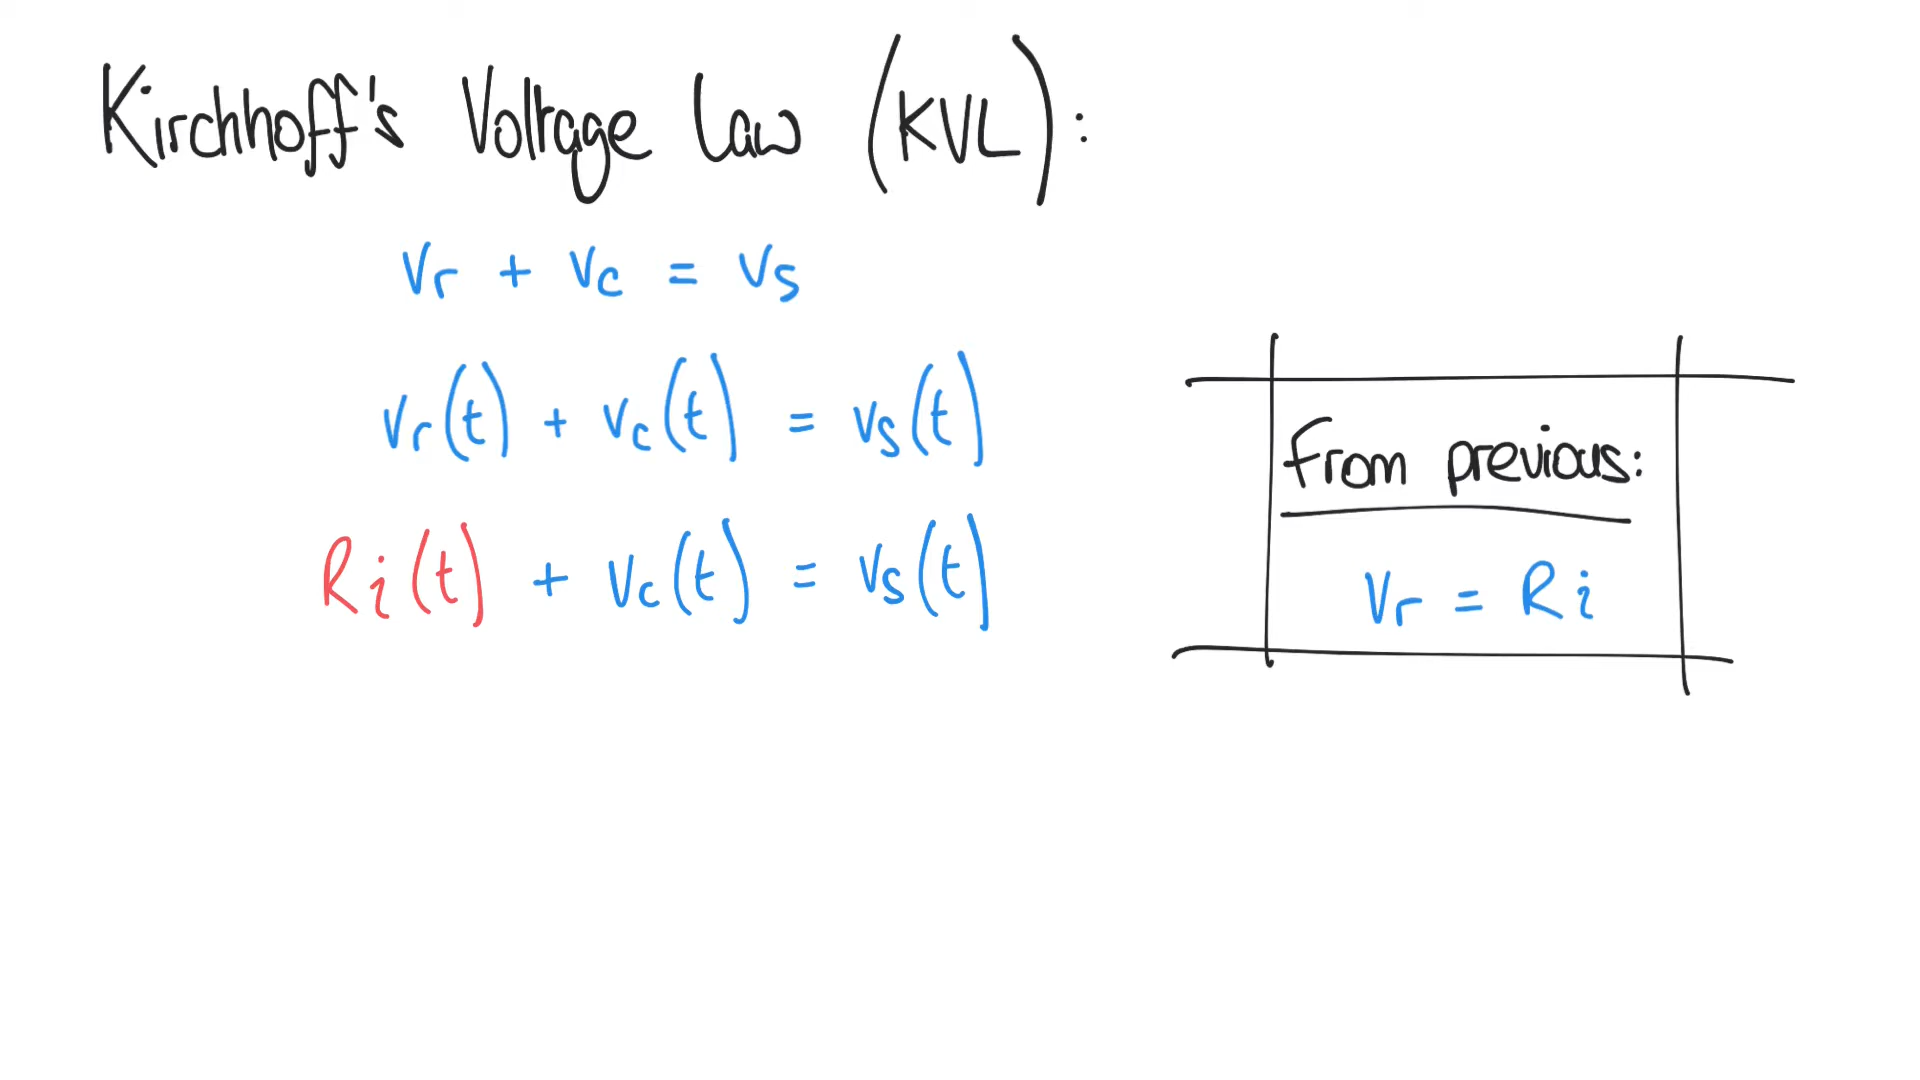 Kirchhoff's Voltage Law (KVL):
Vr + Vc = Vs
Vr(t) + Vc(t) = Vs(t)
Ri(t) + Vc(t) = Vs(t)
From previous:
Vr = Ri